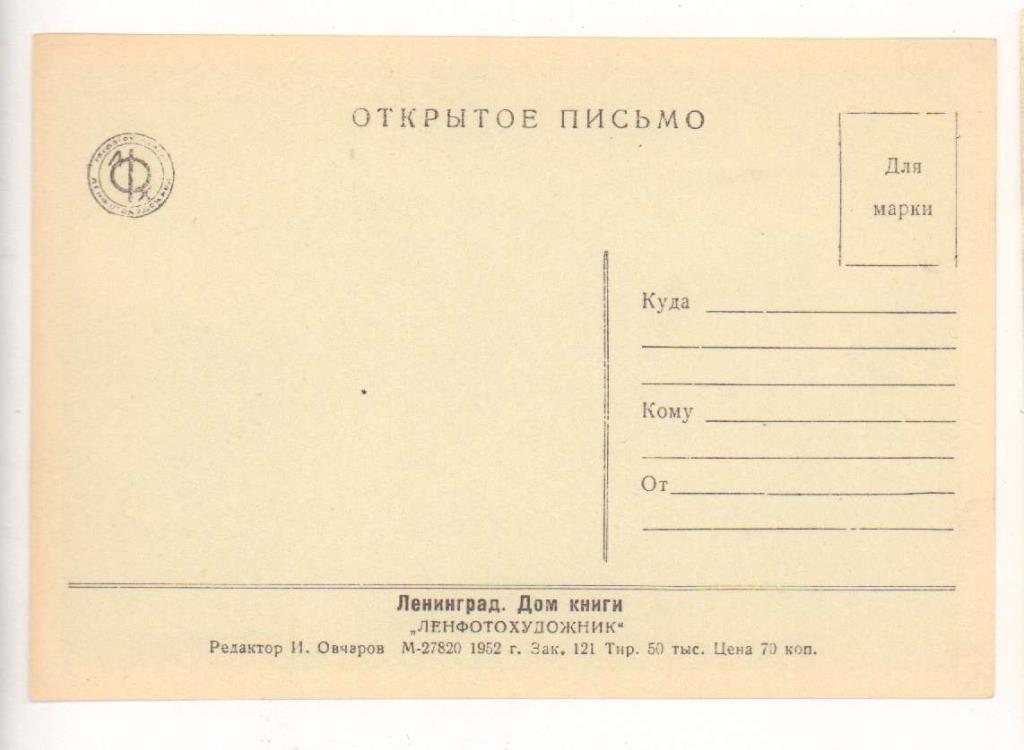 ОТКРЫТОЕ ПИСЬМО
Для
марки
Куда
Кому
От
Ленинград. Дом книги
„ЛЕНФОТОХУДОЖНИК“
Редактор И. Овчаров М-27820 1952 г. Зак. 121 Тир. 50 тыс. Цена 70 коп.